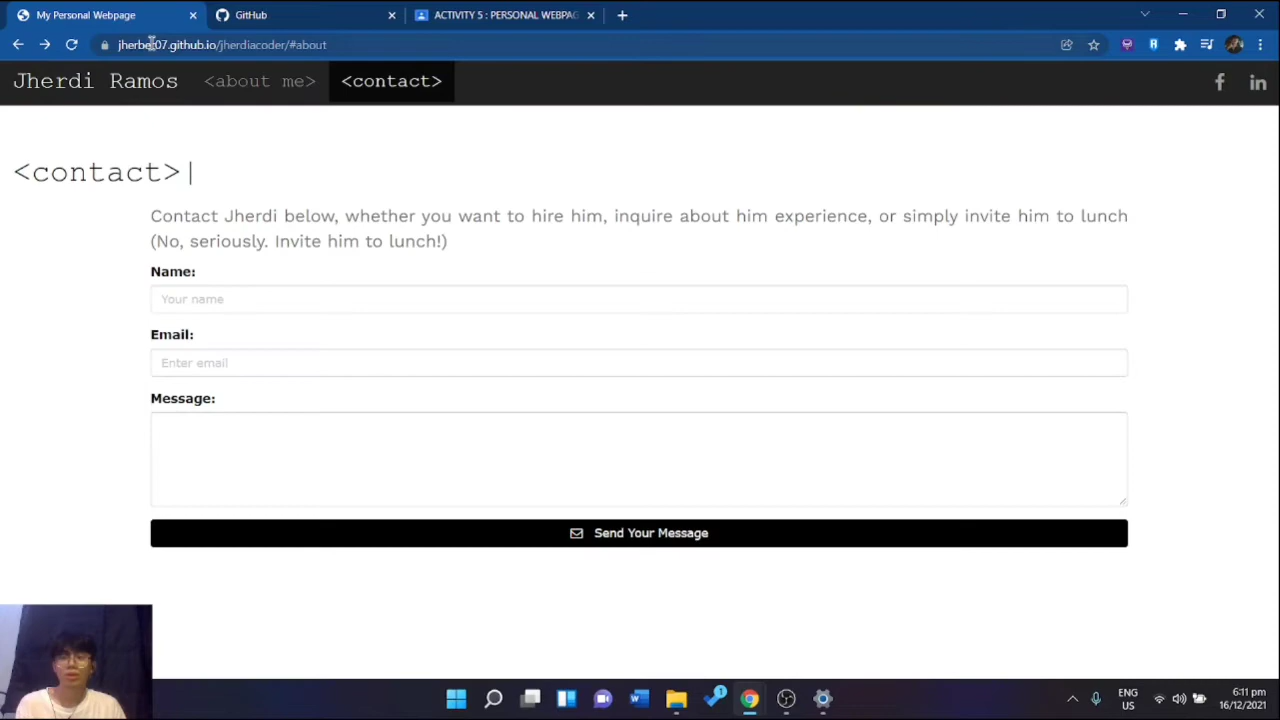 My Personal Webpage
GitHub
ACTIVITY 5 : PERSONAL WEBPAG
jherdiacoder/#about
Jherdi Ramos
<about me>
<contact>
<contact>|
Contact Jherdi below, whether you want to hire him, inquire about him experience, or simply invite him to lunch
(No, seriously. Invite him to lunch!)
Name:
Your name
Email:
Enter email
Message:
Send Your Message
ENG
US
6:11 pm
16/12/2021